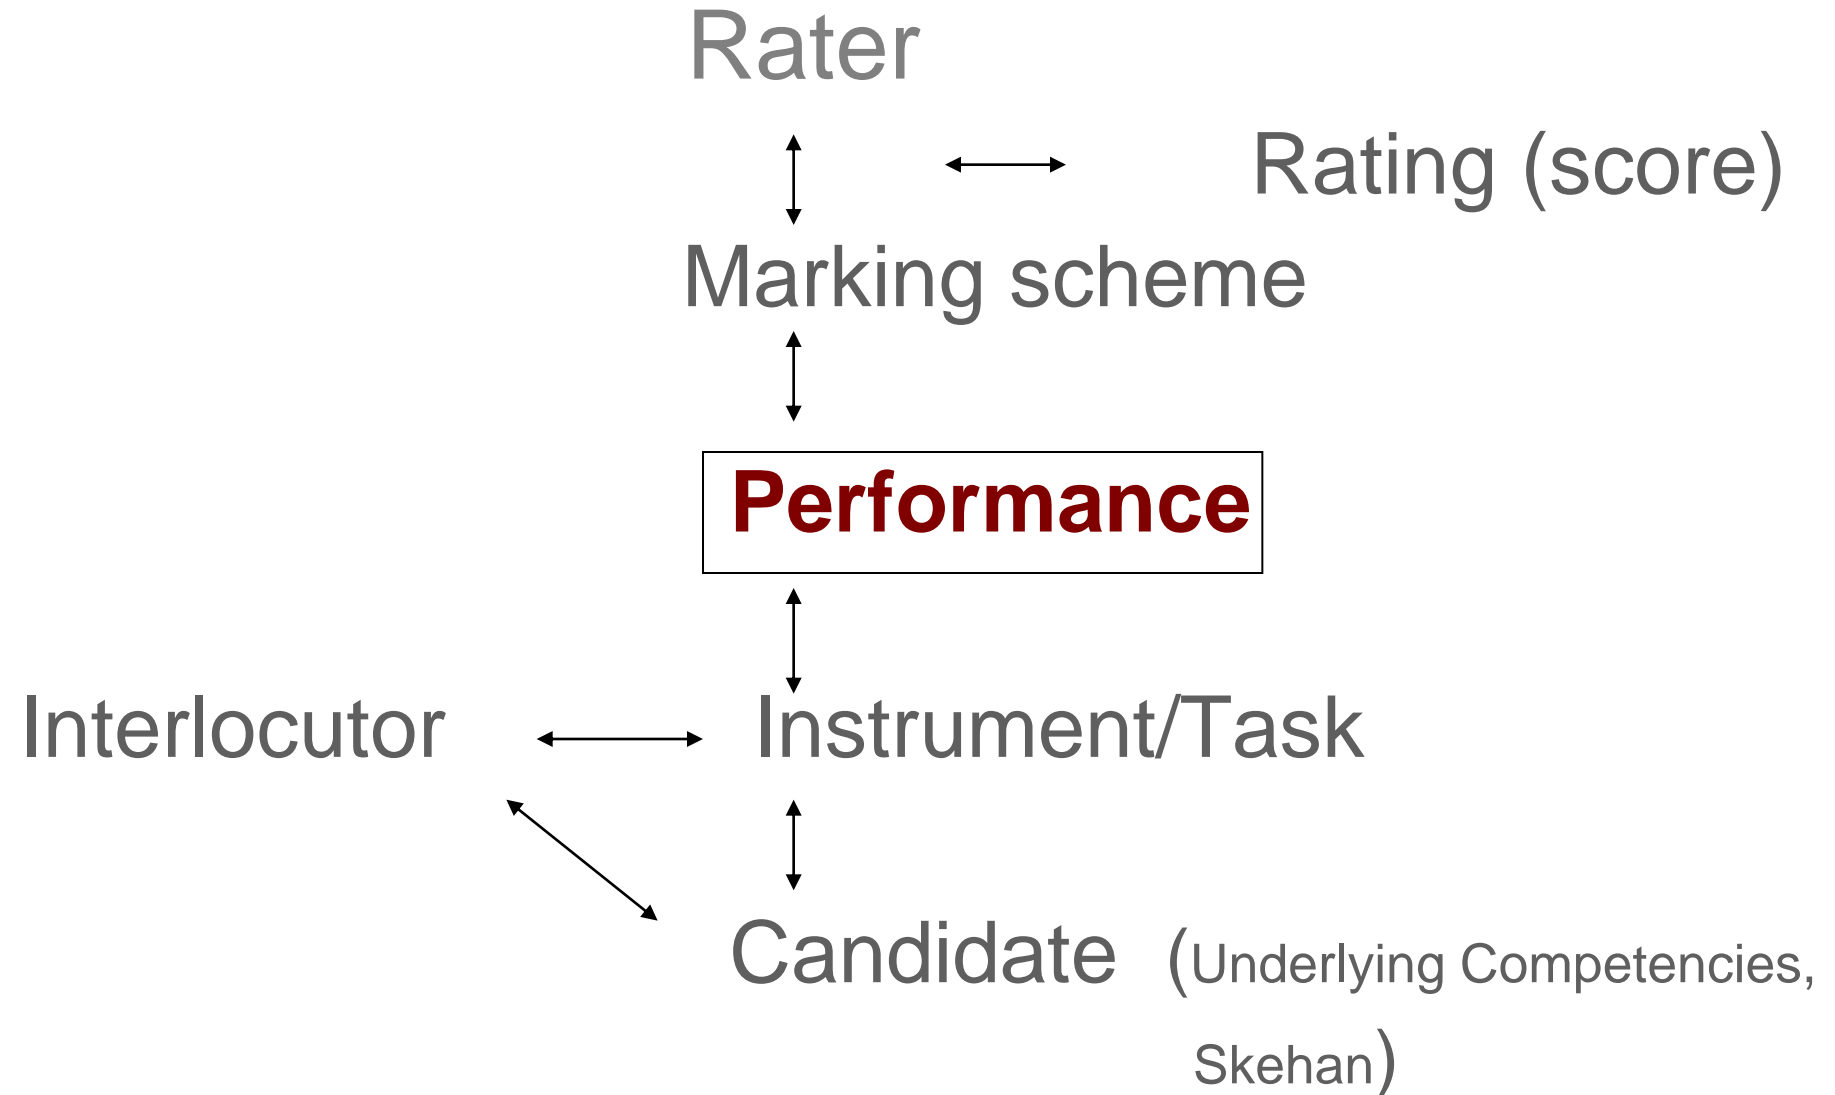 Rater
Rating (score)
Marking scheme
Performance
Interlocutor Instrument/Task
Candidate (Underlying Competencies,
Skehan)